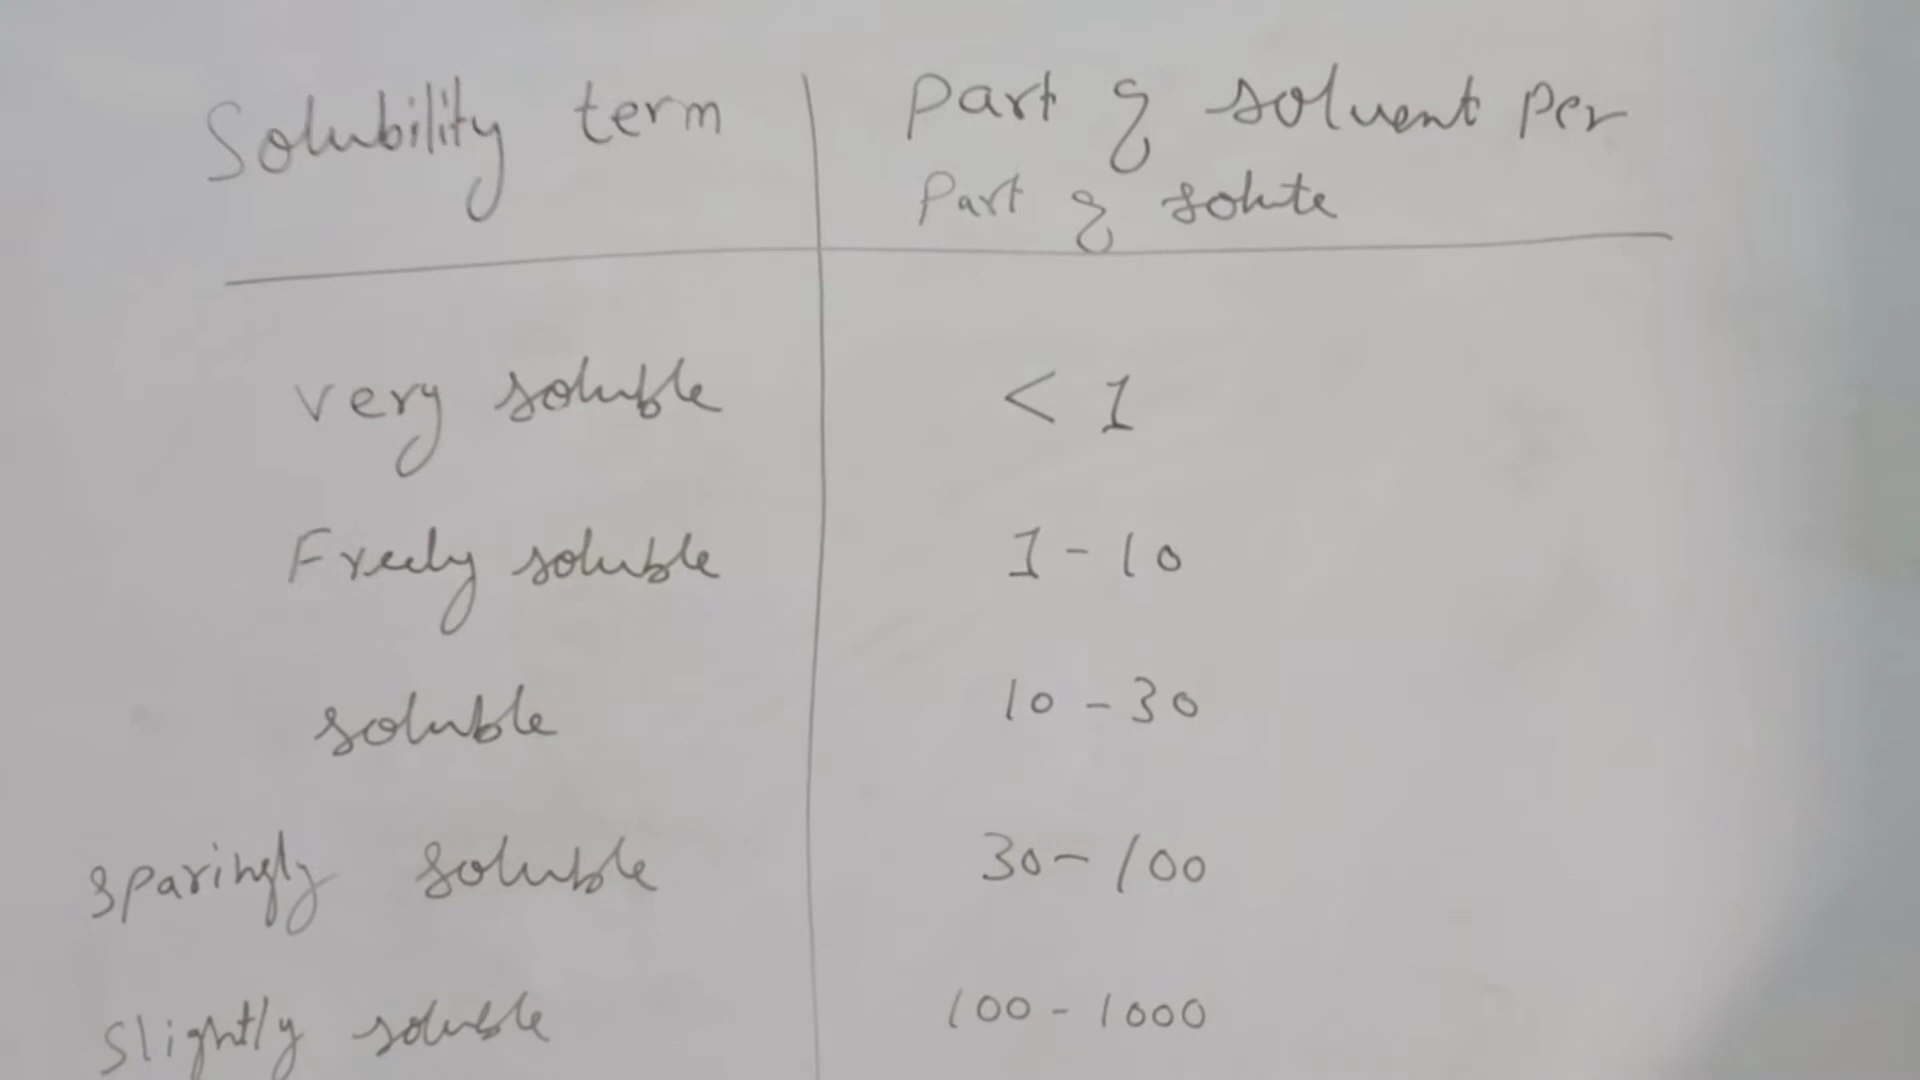 Solubility term
Part of solvent per
Part of solute
very soluble
< 1
Freely soluble
1-10
soluble
10-30
sparingly soluble
30-100
Slightly soluble
100-1000